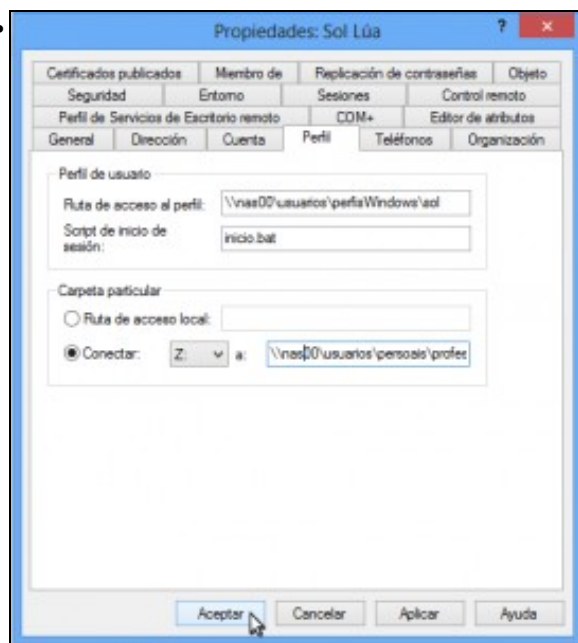 Propiedades: Sol Lúa ? ×
Certificados publicados Miembro de Replicación de contraseñas Objeto
Seguridad Entorno Sesiones Control remoto
Perfil de Servicios de Escritorio remoto COM+ Editor de atributos
General Dirección Cuenta Perfil Teléfonos Organización
Perfil de usuario
Ruta de acceso al perfil: \\nas00\usuarios\perfisWindows\sol
Script de inicio de
sesión: inicio.bat
Carpeta particular
Ruta de acceso local:
Conectar: Z: a: \\nas00\usuarios\persoais\profes
Aceptar Cancelar Aplicar Ayuda